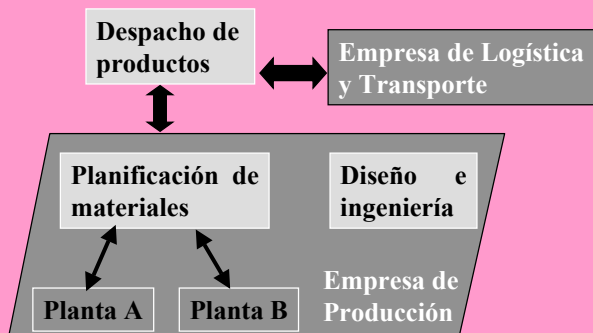 Despacho de
productos
Empresa de Logística
y Transporte
Planificación de
materiales
Diseño e
ingeniería
Empresa de
Producción
Planta A
Planta B